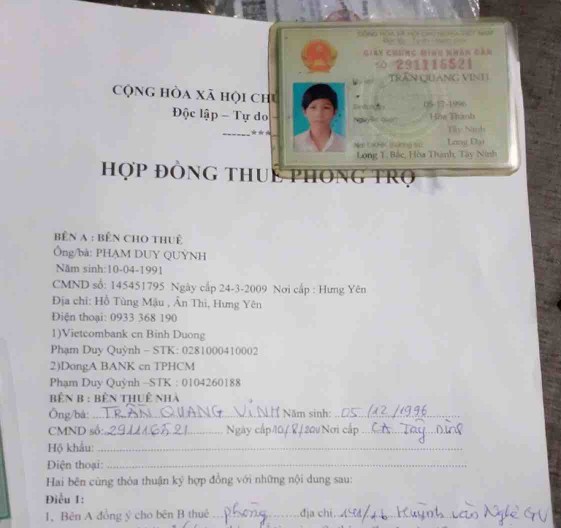 GIẤY CHỨNG MINH NHÂN DÂN
SỐ 291116521
TRẦN QUANG VINH
05-12-1996
Hòa Thành
Tây Ninh
Long Đại
Long T. Bắc, Hòa Thành, Tây Ninh
CỘNG HÒA XÃ HỘI CHỦ
Độc lập – Tự do -
HỢP ĐỒNG THUÊ PHÒNG TRỌ
BÊN A : BÊN CHO THUÊ
Ông/bà: PHẠM DUY QUỲNH
Năm sinh:10-04-1991
CMND số: 145451795 Ngày cấp 24-3-2009 Nơi cấp : Hưng Yên
Địa chỉ: Hồ Tùng Mậu , Ân Thi, Hưng Yên
Điện thoại: 0933 368 190
1)Vietcombank cn Binh Duong
Phạm Duy Quỳnh – STK: 0281000410002
2)DongA BANK cn TPHCM
Phạm Duy Quỳnh –STK : 0104260188
BÊN B : BÊN THUÊ NHÀ
Ông/bà: TRẦN QUANG VINH Năm sinh: 05/12/1996
CMND số: 291116521 Ngày cấp Nơi cấp CA Tây Ninh
Hộ khẩu:
Điện thoại:
Hai bên cùng thỏa thuận ký hợp đồng với những nội dung sau:
Điều 1:
1. Bên A đồng ý cho bên B thuê phòng địa chỉ Huỳnh Văn Nghệ